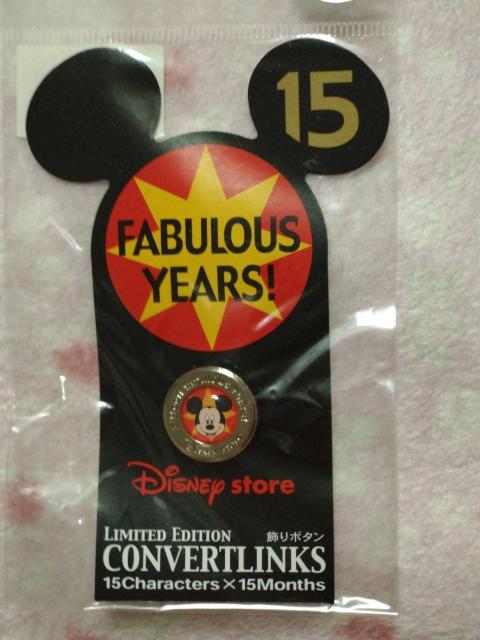 15
FABULOUS
YEARS!
Disney store
LIMITED EDITION 飾りボタン
CONVERTLINKS
15Characters×15Months